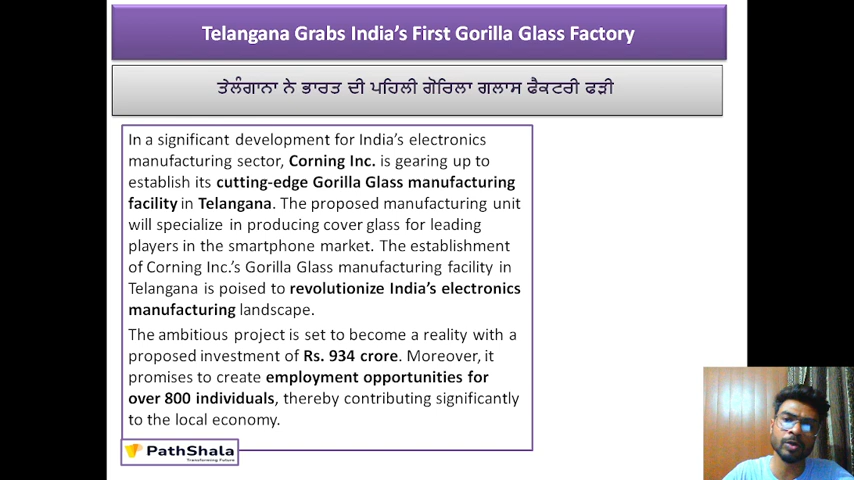 Telangana Grabs India's First Gorilla Glass Factory
ਤੇਲੰਗਾਨਾ ਨੇ ਭਾਰਤ ਦੀ ਪਹਿਲੀ ਗੋਰਿਲਾ ਗਲਾਸ ਫੈਕਟਰੀ ਫੜੀ
In a significant development for India's electronics
manufacturing sector, Corning Inc. is gearing up to
establish its cutting-edge Gorilla Glass manufacturing
facility in Telangana. The proposed manufacturing unit
will specialize in producing cover glass for leading
players in the smartphone market. The establishment
of Corning Inc.'s Gorilla Glass manufacturing facility in
Telangana is poised to revolutionize India's electronics
manufacturing landscape.
The ambitious project is set to become a reality with a
proposed investment of Rs. 934 crore. Moreover, it
promises to create employment opportunities for
over 800 individuals, thereby contributing significantly
to the local economy.
PathShala
Transforming Future